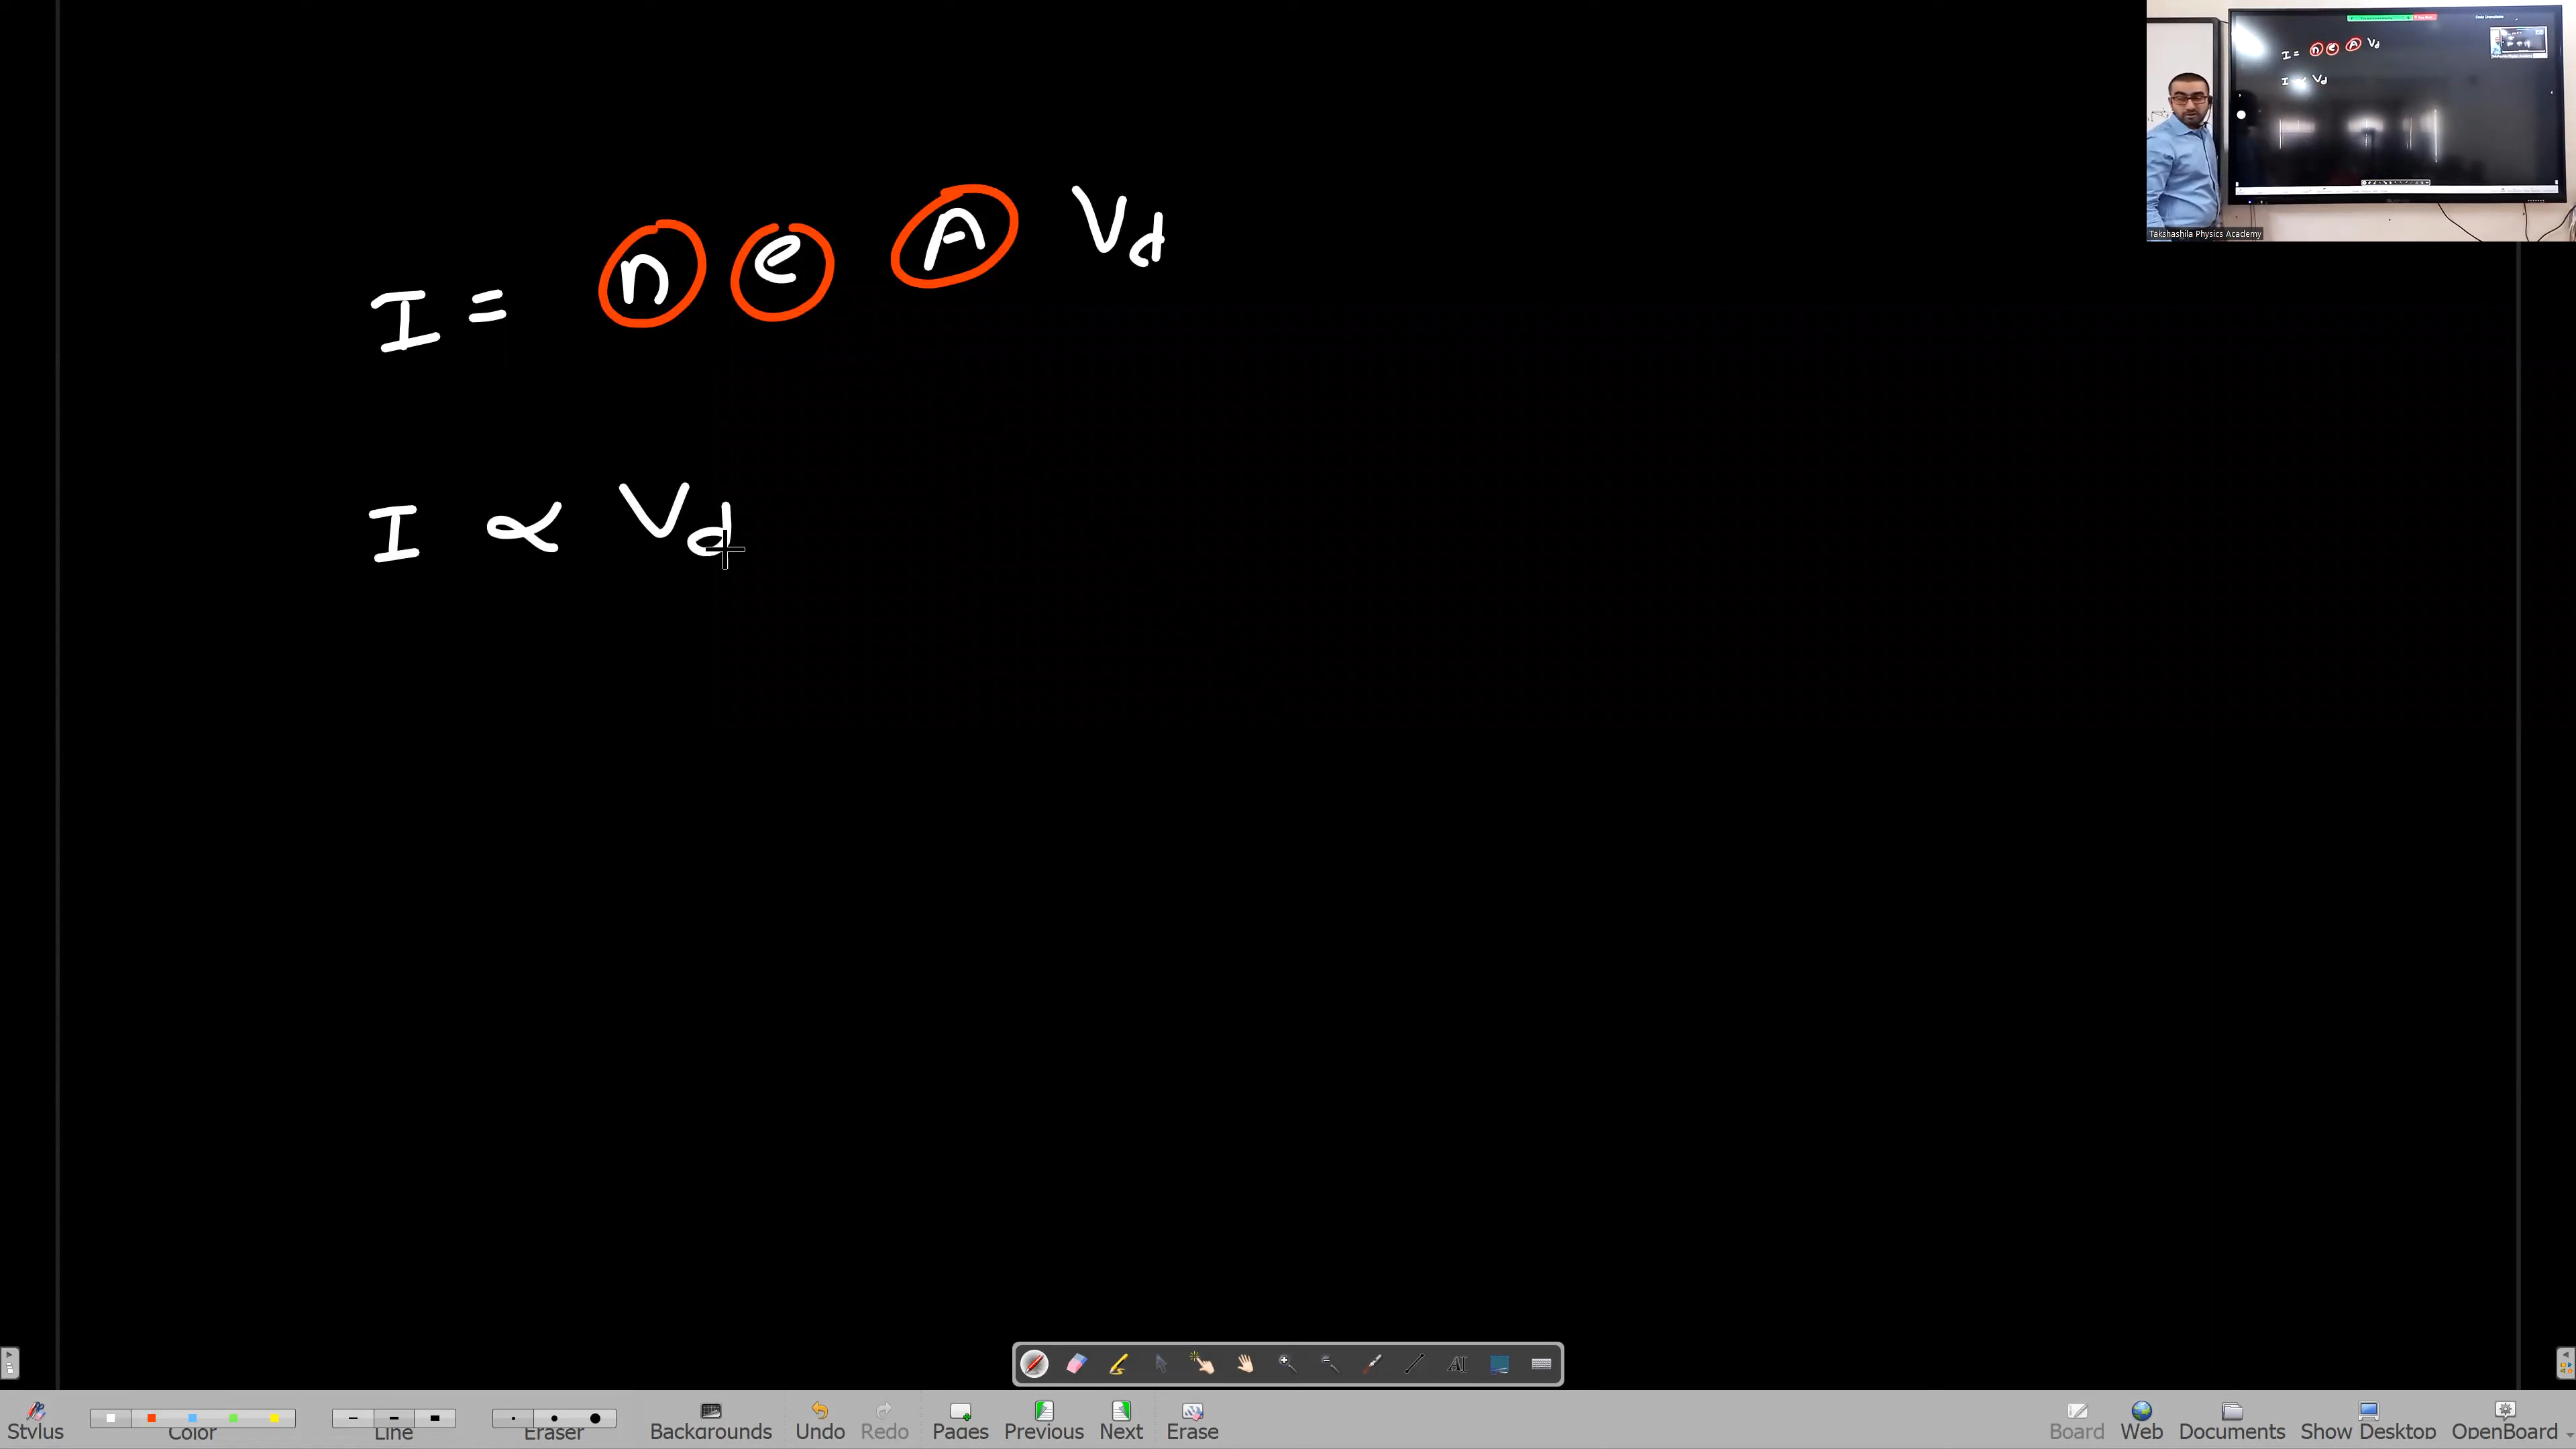 I = n e A Vd
I ∝ Vd
Takshashila Physics Academy
AI
Stylus
Color
Line
Eraser
Backgrounds
Undo
Redo
Pages
Previous
Next
Erase
Board
Web
Documents
Show Desktop
OpenBoard